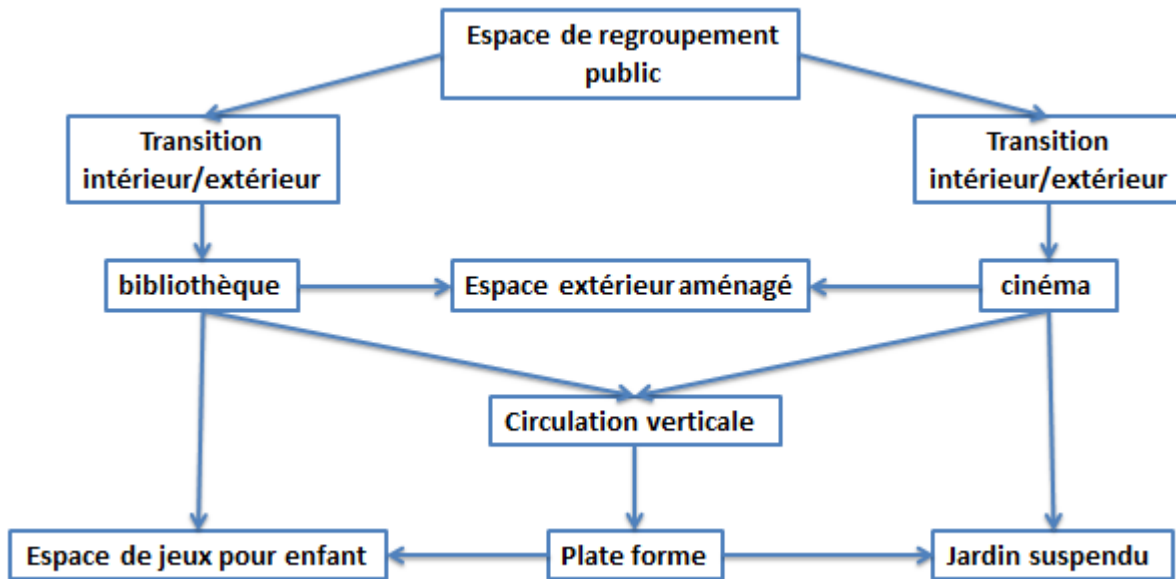 Espace de regroupement
public
Transition
intérieur/extérieur
Transition
intérieur/extérieur
bibliothèque
Espace extérieur aménagé
cinéma
Circulation verticale
Espace de jeux pour enfant
Plate forme
Jardin suspendu